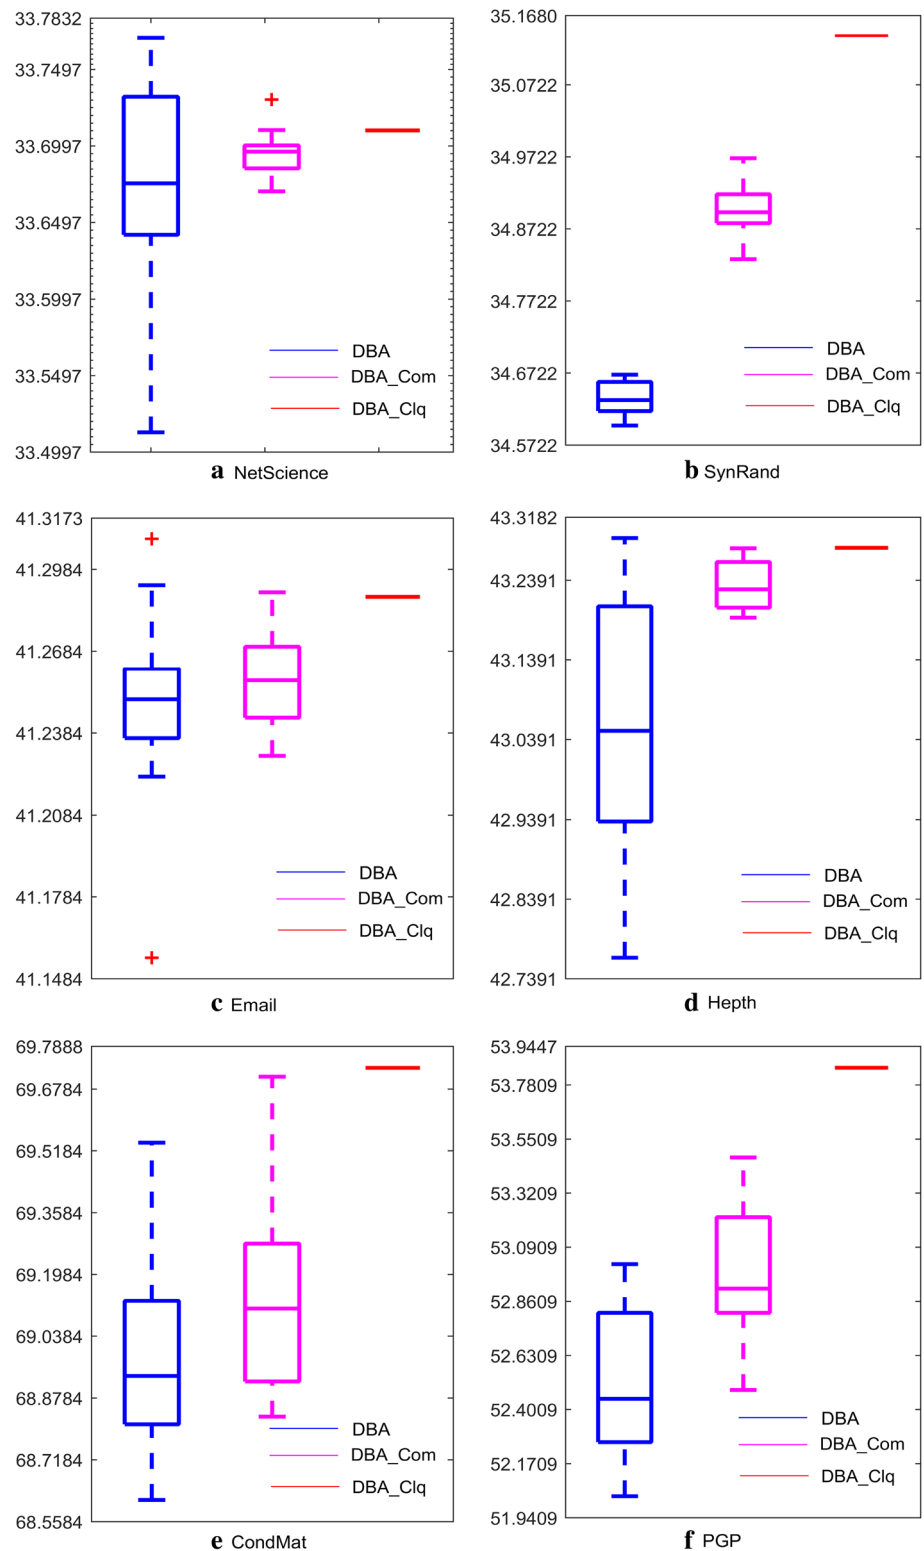 33.7832
33.7497
33.6997
33.6497
33.5997
33.5497
33.4997
DBA
DBA_Com
DBA_Clq
a NetScience
35.1680
35.0722
34.9722
34.8722
34.7722
34.6722
34.5722
DBA
DBA_Com
DBA_Clq
b SynRand
41.3173
41.2984
41.2684
41.2384
41.2084
41.1784
41.1484
DBA
DBA_Com
DBA_Clq
c Email
43.3182
43.2391
43.1391
43.0391
42.9391
42.8391
42.7391
DBA
DBA_Com
DBA_Clq
d Hepth
69.7888
69.6784
69.5184
69.3584
69.1984
69.0384
68.8784
68.7184
68.5584
DBA
DBA_Com
DBA_Clq
e CondMat
53.9447
53.7809
53.5509
53.3209
53.0909
52.8609
52.6309
52.4009
52.1709
51.9409
DBA
DBA_Com
DBA_Clq
f PGP